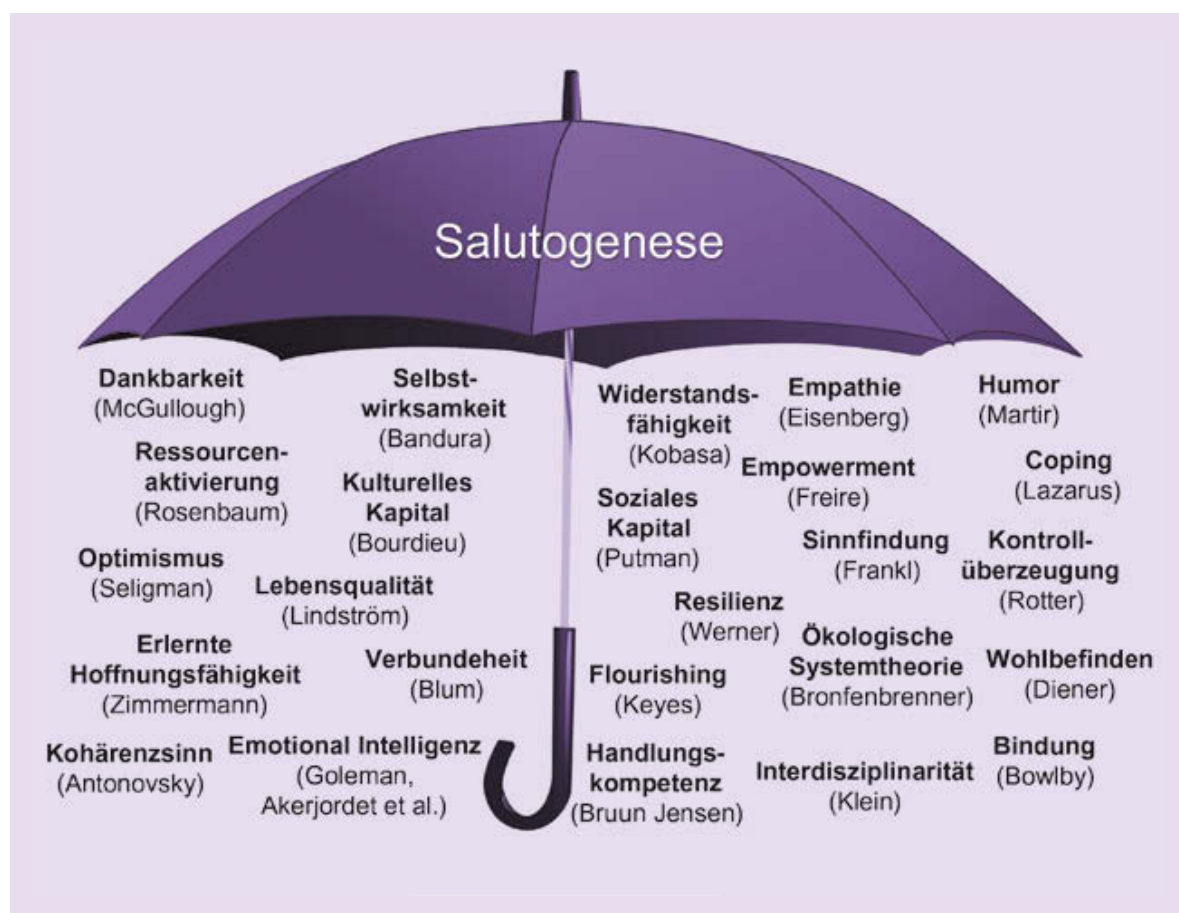 Salutogenese
Dankbarkeit
(McGullough)
Selbst-
wirksamkeit
(Bandura)
Widerstands-
fähigkeit
(Kobasa)
Empathie
(Eisenberg)
Humor
(Martir)
Ressourcen-
aktivierung
(Rosenbaum)
Kulturelles
Kapital
(Bourdieu)
Soziales
Kapital
(Putman)
Empowerment
(Freire)
Coping
(Lazarus)
Optimismus
(Seligman)
Lebensqualität
(Lindström)
Resilienz
(Werner)
Sinnfindung
(Frankl)
Kontroll-
überzeugung
(Rotter)
Erlernte
Hoffnungsfähigkeit
(Zimmermann)
Verbundeheit
(Blum)
Flourishing
(Keyes)
Ökologische
Systemtheorie
(Bronfenbrenner)
Wohlbefinden
(Diener)
Kohärenzsinn
(Antonovsky)
Emotional Intelligenz
(Goleman,
Akerjordet et al.)
Handlungs-
kompetenz
(Bruun Jensen)
Interdisziplinarität
(Klein)
Bindung
(Bowlby)